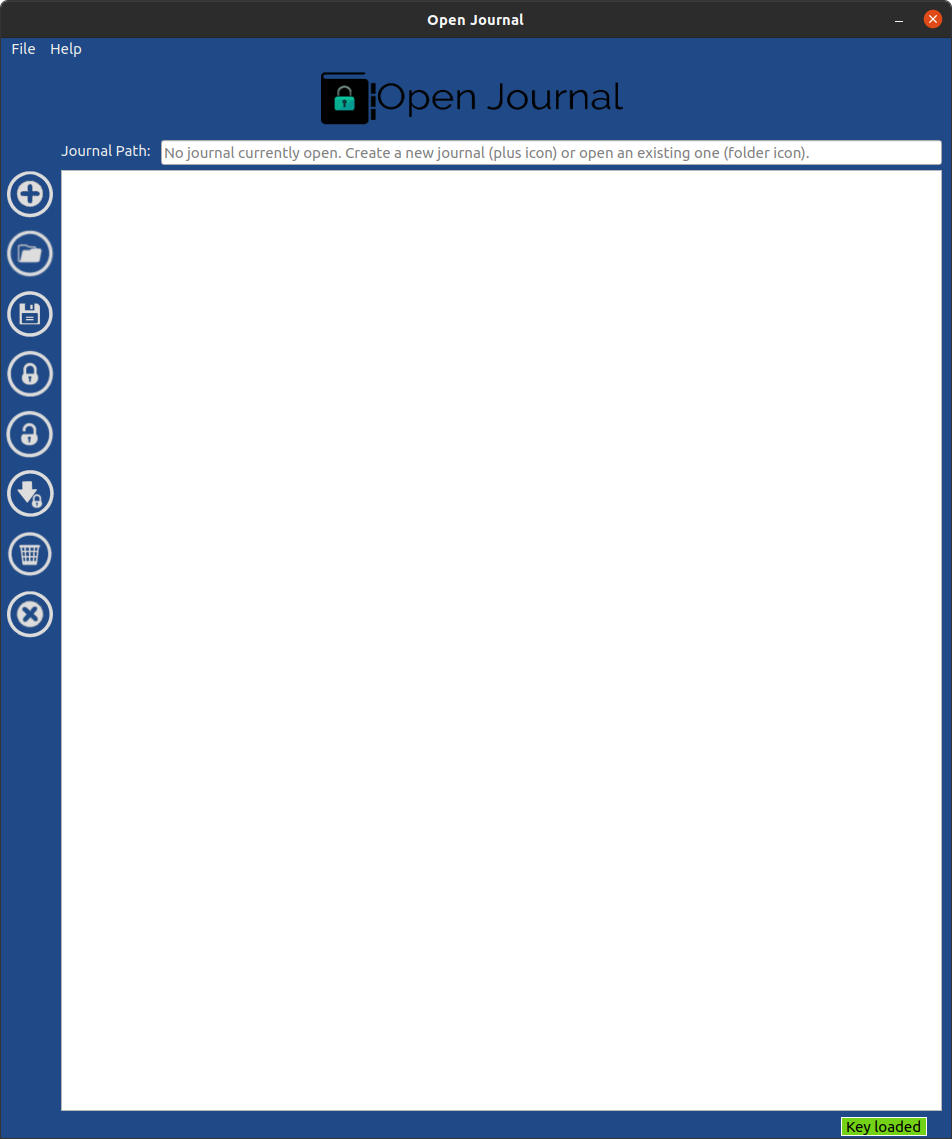 Open Journal
File Help
Open Journal
Journal Path: No journal currently open. Create a new journal (plus icon) or open an existing one (folder icon).
Key loaded